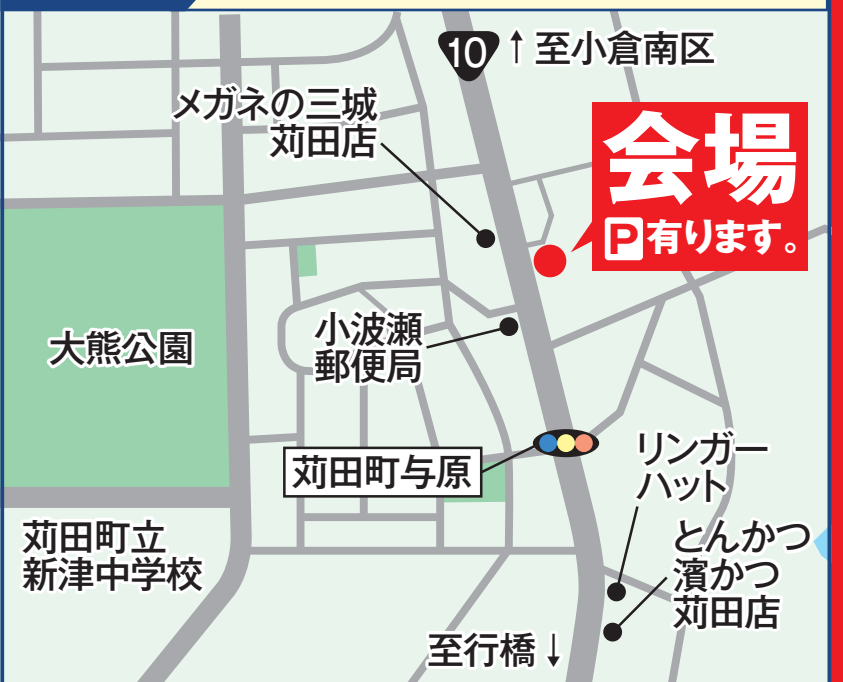 10
↑至小倉南区
メガネの三城
苅田店
会場
P有ります。
大熊公園
小波瀬
郵便局
苅田町与原
リンガー
ハット
苅田町立
新津中学校
とんかつ
濱かつ
苅田店
至行橋↓